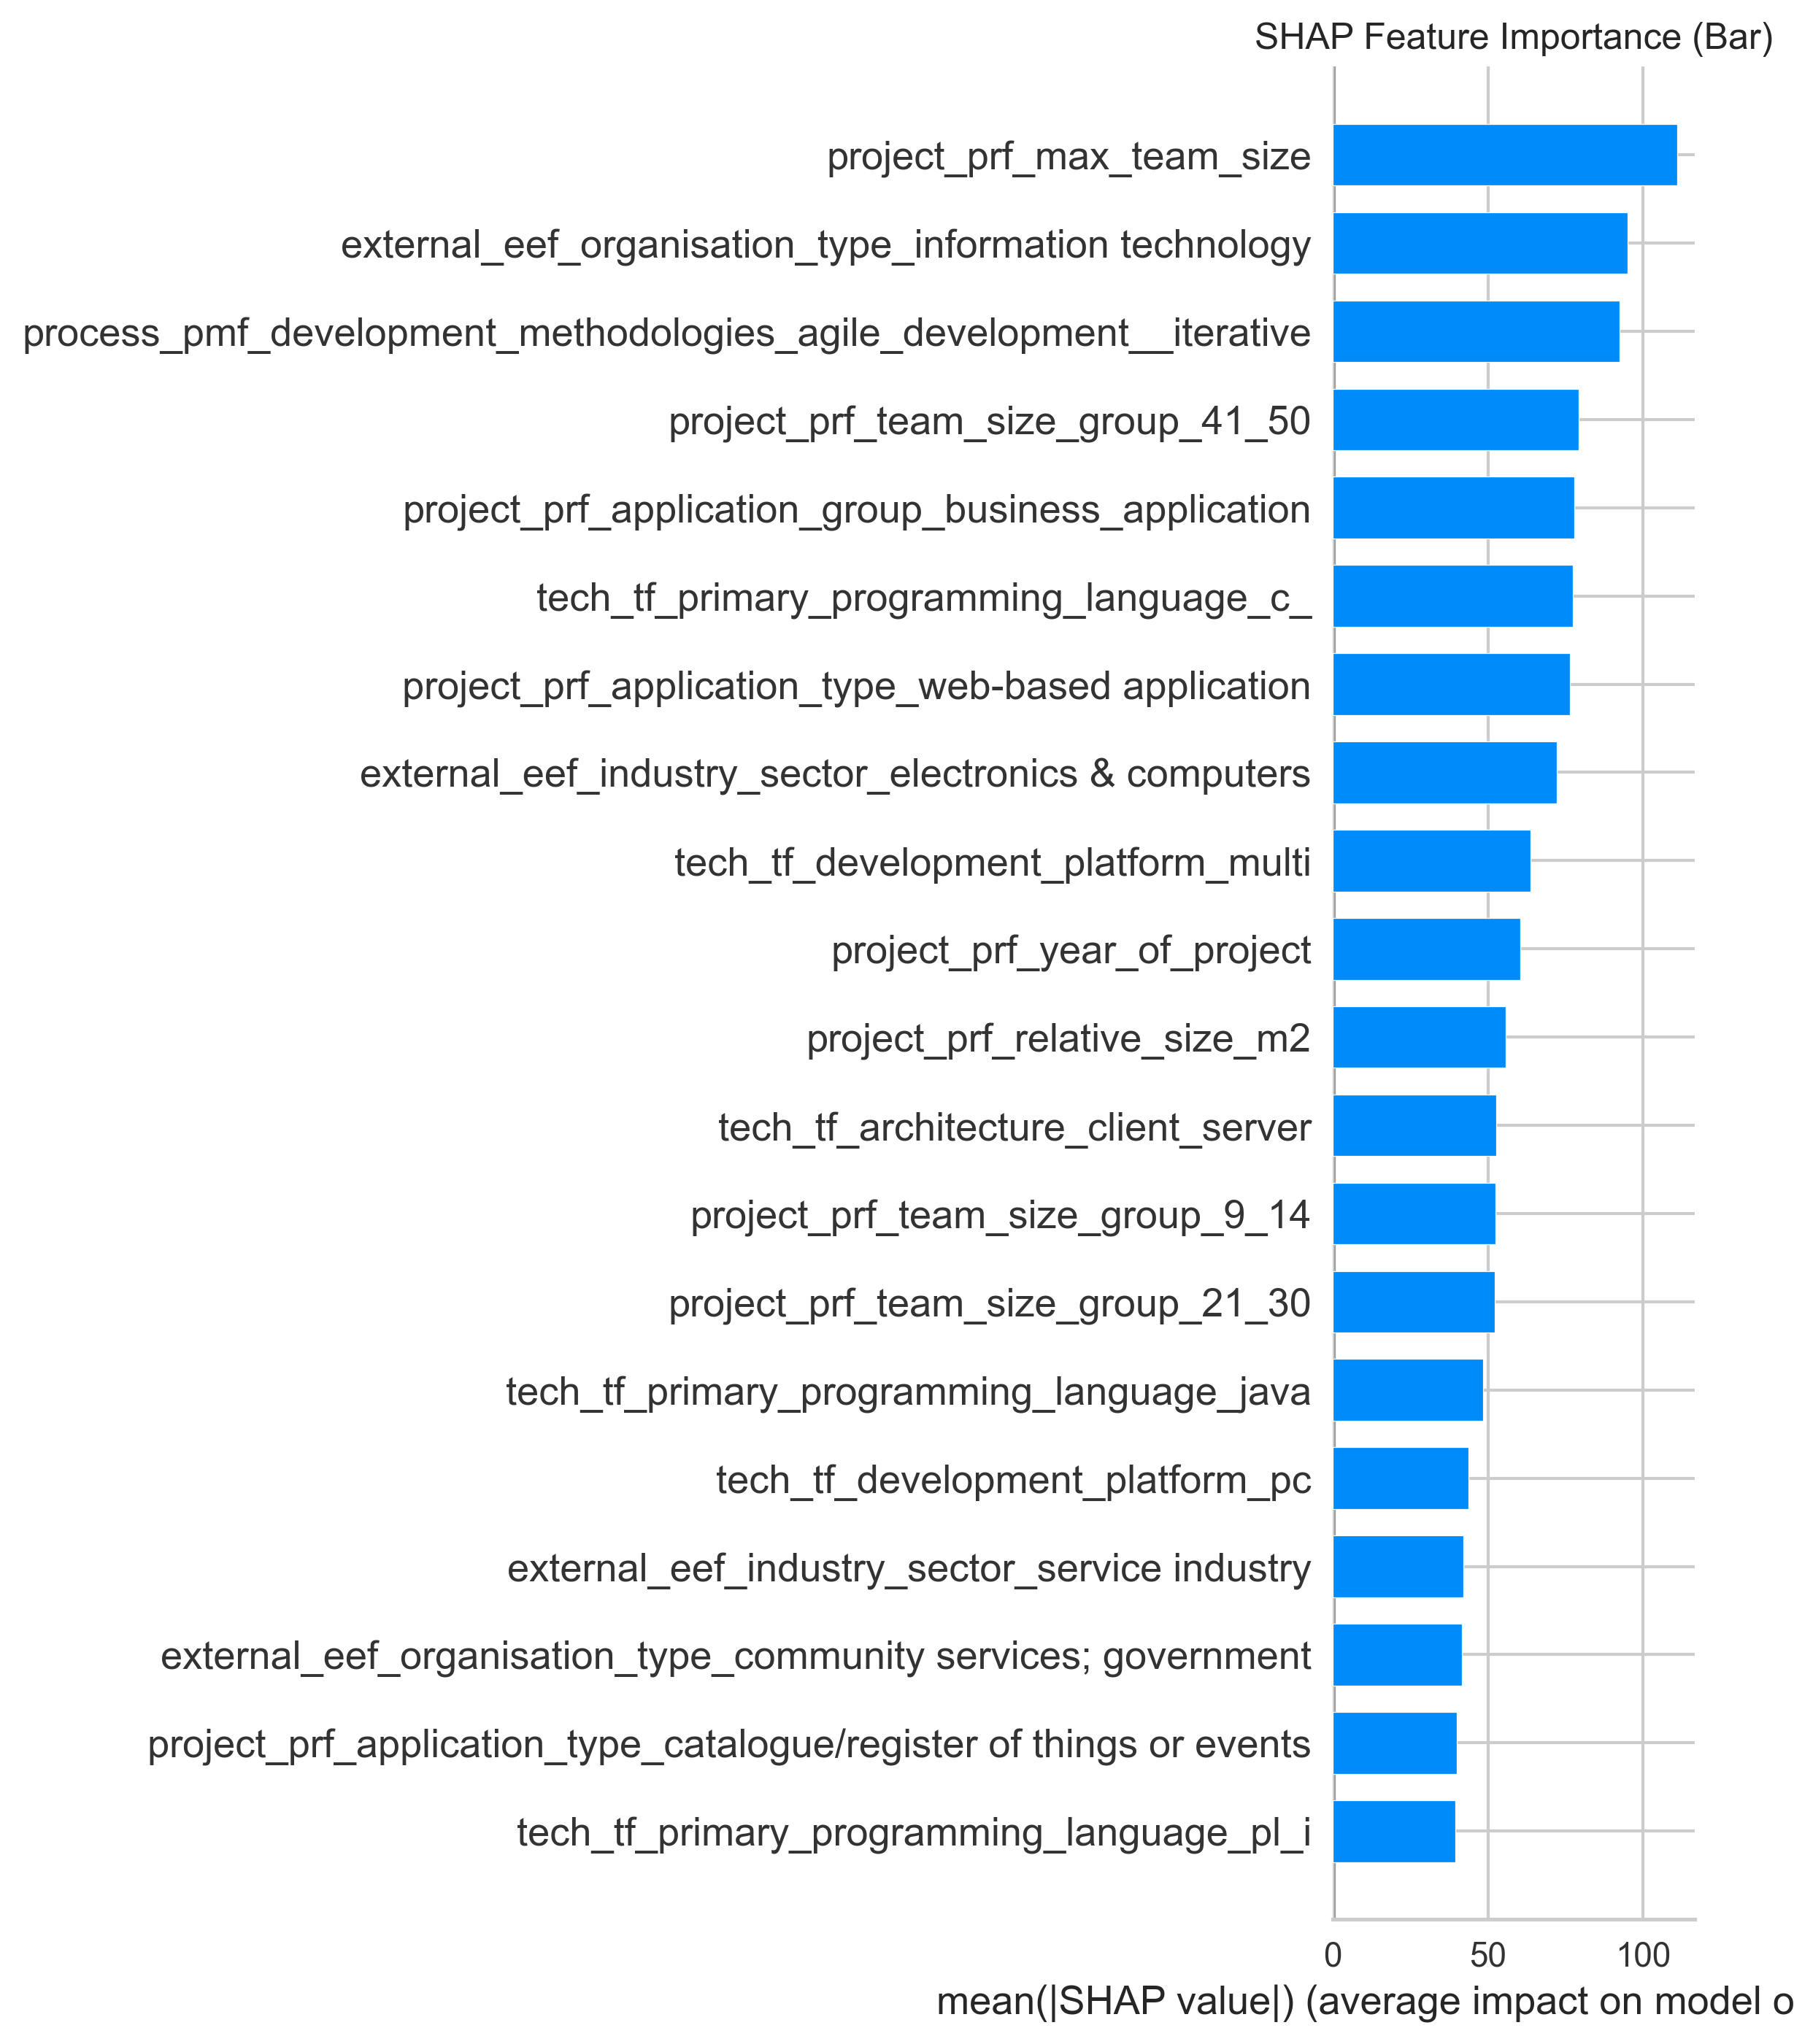 SHAP Feature Importance (Bar)
project_prf_max_team_size
external_eef_organisation_type_information technology
process_pmf_development_methodologies_agile_development__iterative
project_prf_team_size_group_41_50
project_prf_application_group_business_application
tech_tf_primary_programming_language_c_
project_prf_application_type_web-based application
external_eef_industry_sector_electronics & computers
tech_tf_development_platform_multi
project_prf_year_of_project
project_prf_relative_size_m2
tech_tf_architecture_client_server
project_prf_team_size_group_9_14
project_prf_team_size_group_21_30
tech_tf_primary_programming_language_java
tech_tf_development_platform_pc
external_eef_industry_sector_service industry
external_eef_organisation_type_community services; government
project_prf_application_type_catalogue/register of things or events
tech_tf_primary_programming_language_pl_i
0 50 100
mean(|SHAP value|) (average impact on model o